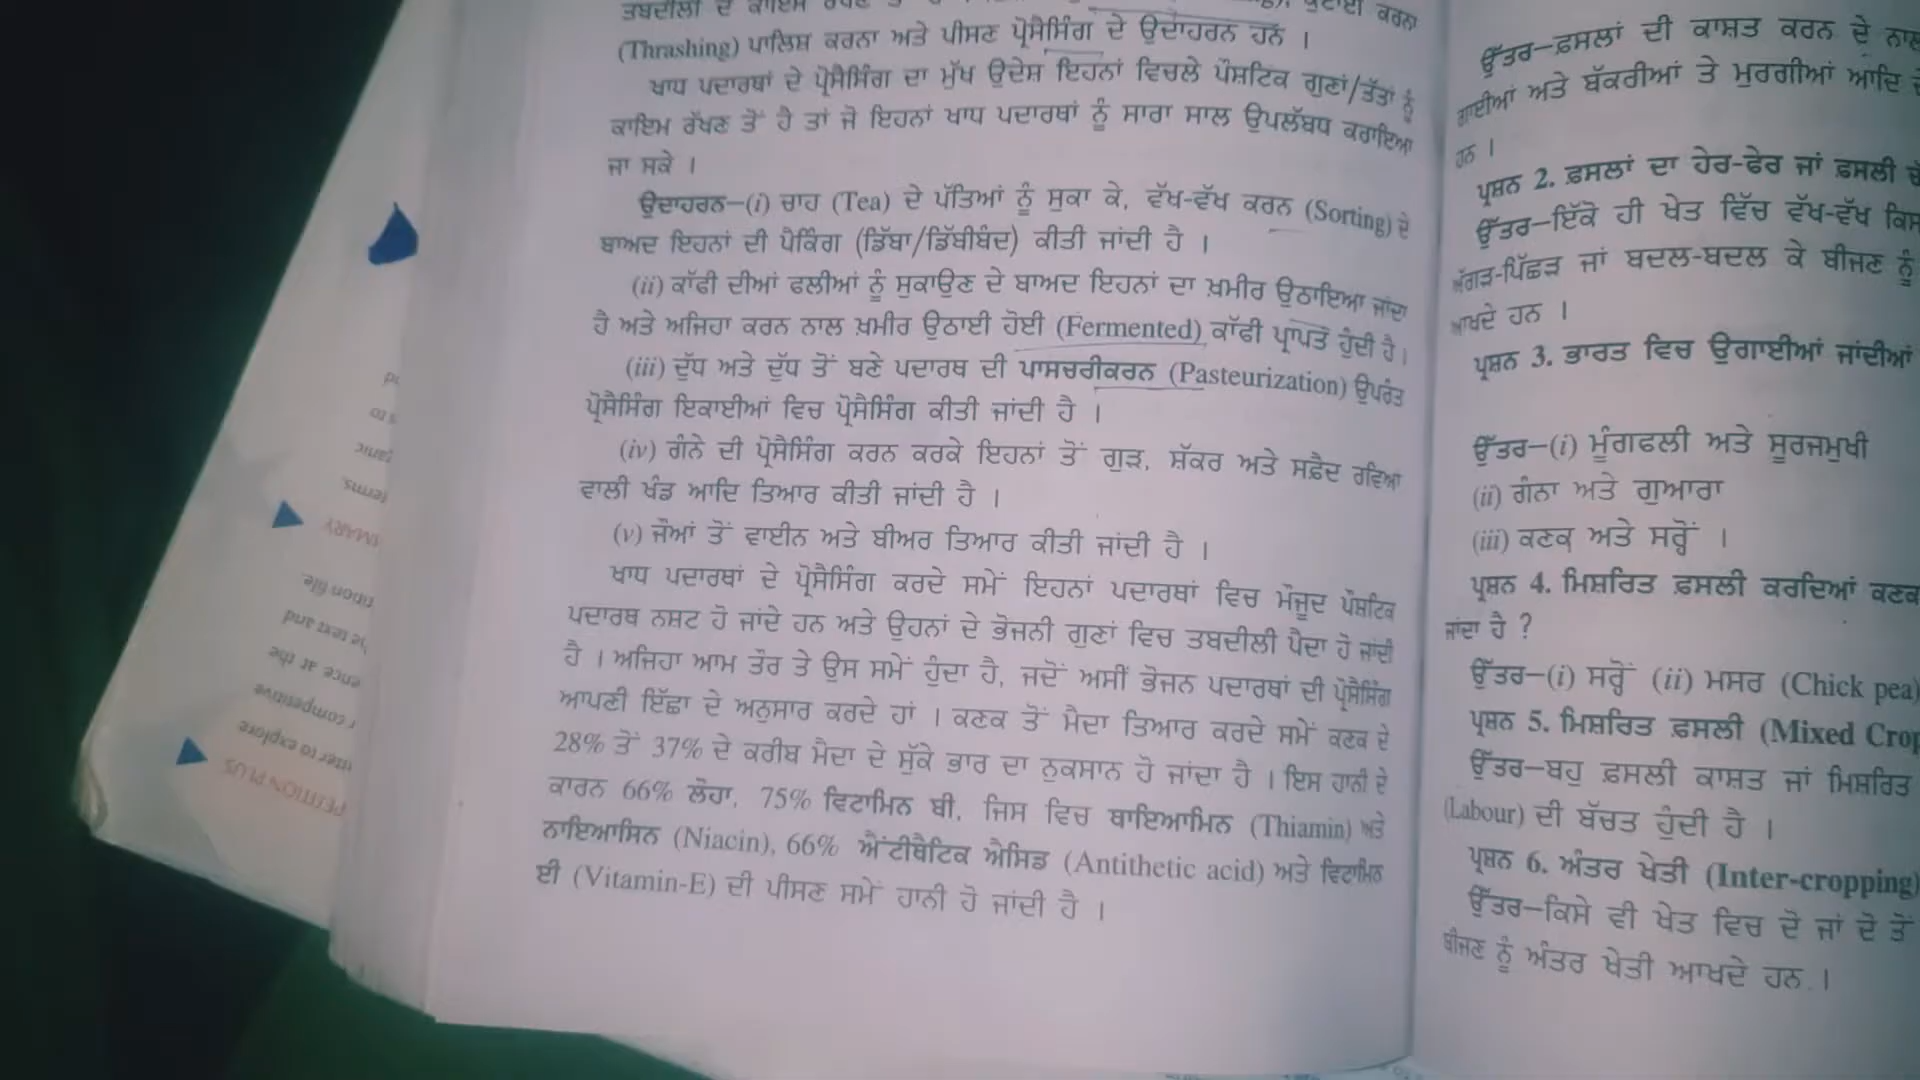 (Thrashing) ਪਾਲਿਸ਼ ਕਰਨਾ ਅਤੇ ਪੀਸਣ ਪ੍ਰੋਸੈਸਿੰਗ ਦੇ ਉਦਾਹਰਨ ਹਨ ।
ਖਾਧ ਪਦਾਰਥਾਂ ਦੇ ਪ੍ਰੋਸੈਸਿੰਗ ਦਾ ਮੁੱਖ ਉਦੇਸ਼ ਇਹਨਾਂ ਵਿਚਲੇ ਪੌਸ਼ਟਿਕ ਗੁਣਾਂ/ਤੱਤਾਂ ਨੂੰ
ਕਾਇਮ ਰੱਖਣ ਤੋਂ ਹੈ ਤਾਂ ਜੋ ਇਹਨਾਂ ਖਾਧ ਪਦਾਰਥਾਂ ਨੂੰ ਸਾਰਾ ਸਾਲ ਉਪਲੱਬਧ ਕਰਾਇਆ
ਜਾ ਸਕੇ ।
ਉਦਾਹਰਨ—(i) ਚਾਹ (Tea) ਦੇ ਪੱਤਿਆਂ ਨੂੰ ਸੁਕਾ ਕੇ, ਵੱਖ-ਵੱਖ ਕਰਨ (Sorting) ਦੇ
ਬਾਅਦ ਇਹਨਾਂ ਦੀ ਪੈਕਿੰਗ (ਡਿੱਬਾ/ਡਿੱਬੀਬੰਦ) ਕੀਤੀ ਜਾਂਦੀ ਹੈ ।
(ii) ਕਾੱਫੀ ਦੀਆਂ ਫਲੀਆਂ ਨੂੰ ਸੁਕਾਉਣ ਦੇ ਬਾਅਦ ਇਹਨਾਂ ਦਾ ਖ਼ਮੀਰ ਉਠਾਇਆ ਜਾਂਦਾ
ਹੈ ਅਤੇ ਅਜਿਹਾ ਕਰਨ ਨਾਲ ਖ਼ਮੀਰ ਉਠਾਈ ਹੋਈ (Fermented) ਕਾੱਫੀ ਪ੍ਰਾਪਤ ਹੁੰਦੀ ਹੈ ।
(iii) ਦੁੱਧ ਅਤੇ ਦੁੱਧ ਤੋਂ ਬਣੇ ਪਦਾਰਥ ਦੀ ਪਾਸਚਰੀਕਰਨ (Pasteurization) ਉਪਰੰਤ
ਪ੍ਰੋਸੈਸਿੰਗ ਇਕਾਈਆਂ ਵਿਚ ਪ੍ਰੋਸੈਸਿੰਗ ਕੀਤੀ ਜਾਂਦੀ ਹੈ ।
(iv) ਗੰਨੇ ਦੀ ਪ੍ਰੋਸੈਸਿੰਗ ਕਰਨ ਕਰਕੇ ਇਹਨਾਂ ਤੋਂ ਗੁੜ, ਸ਼ੱਕਰ ਅਤੇ ਸਫ਼ੈਦ ਰਵਿਆ
ਵਾਲੀ ਖੰਡ ਆਦਿ ਤਿਆਰ ਕੀਤੀ ਜਾਂਦੀ ਹੈ ।
(v) ਜੌਆਂ ਤੋਂ ਵਾਈਨ ਅਤੇ ਬੀਅਰ ਤਿਆਰ ਕੀਤੀ ਜਾਂਦੀ ਹੈ ।
ਖਾਧ ਪਦਾਰਥਾਂ ਦੇ ਪ੍ਰੋਸੈਸਿੰਗ ਕਰਦੇ ਸਮੇਂ ਇਹਨਾਂ ਪਦਾਰਥਾਂ ਵਿਚ ਮੌਜੂਦ ਪੌਸ਼ਟਿਕ
ਪਦਾਰਥ ਨਸ਼ਟ ਹੋ ਜਾਂਦੇ ਹਨ ਅਤੇ ਉਹਨਾਂ ਦੇ ਭੋਜਨੀ ਗੁਣਾਂ ਵਿਚ ਤਬਦੀਲੀ ਪੈਦਾ ਹੋ ਜਾਂਦੀ
ਹੈ । ਅਜਿਹਾ ਆਮ ਤੌਰ ਤੇ ਉਸ ਸਮੇਂ ਹੁੰਦਾ ਹੈ, ਜਦੋਂ ਅਸੀਂ ਭੋਜਨ ਪਦਾਰਥਾਂ ਦੀ ਪ੍ਰੋਸੈਸਿੰਗ
ਆਪਣੀ ਇੱਛਾ ਦੇ ਅਨੁਸਾਰ ਕਰਦੇ ਹਾਂ । ਕਣਕ ਤੋਂ ਮੈਦਾ ਤਿਆਰ ਕਰਦੇ ਸਮੇਂ ਕਣਕ ਦੇ
28% ਤੋਂ 37% ਦੇ ਕਰੀਬ ਮੈਦਾ ਦੇ ਸੁੱਕੇ ਭਾਰ ਦਾ ਨੁਕਸਾਨ ਹੋ ਜਾਂਦਾ ਹੈ । ਇਸ ਹਾਨੀ ਦੇ
ਕਾਰਨ 66% ਲੋਹਾ, 75% ਵਿਟਾਮਿਨ ਬੀ, ਜਿਸ ਵਿਚ ਥਾਇਆਮਿਨ (Thiamin) ਅਤੇ
ਨਾਇਆਸਿਨ (Niacin), 66% ਐਂਟੀਥੈਟਿਕ ਐਸਿਡ (Antithetic acid) ਅਤੇ ਵਿਟਾਮਿਨ
ਈ (Vitamin-E) ਦੀ ਪੀਸਣ ਸਮੇਂ ਹਾਨੀ ਹੋ ਜਾਂਦੀ ਹੈ ।
ਉੱਤਰ—ਫ਼ਸਲਾਂ ਦੀ ਕਾਸ਼ਤ ਕਰਨ ਦੇ ਨਾਲ
ਗਾਈਆਂ ਅਤੇ ਬੱਕਰੀਆਂ ਤੇ ਮੁਰਗੀਆਂ ਆਦਿ
ਹਨ ।
ਪ੍ਰਸ਼ਨ 2. ਫ਼ਸਲਾਂ ਦਾ ਹੇਰ-ਫੇਰ ਜਾਂ ਫ਼ਸਲੀ
ਉੱਤਰ—ਇੱਕੋ ਹੀ ਖੇਤ ਵਿੱਚ ਵੱਖ-ਵੱਖ ਕਿਸ
ਅੱਗੜ-ਪਿੱਛੜ ਜਾਂ ਬਦਲ-ਬਦਲ ਕੇ ਬੀਜਣ ਨੂੰ
ਆਖਦੇ ਹਨ ।
ਪ੍ਰਸ਼ਨ 3. ਭਾਰਤ ਵਿਚ ਉਗਾਈਆਂ ਜਾਂਦੀਆਂ
ਉੱਤਰ—(i) ਮੂੰਗਫਲੀ ਅਤੇ ਸੂਰਜਮੁਖੀ
(ii) ਗੰਨਾ ਅਤੇ ਗੁਆਰਾ
(iii) ਕਣਕ ਅਤੇ ਸਰ੍ਹੋਂ ।
ਪ੍ਰਸ਼ਨ 4. ਮਿਸ਼ਰਿਤ ਫ਼ਸਲੀ ਕਰਦਿਆਂ ਕਣਕ
ਜਾਂਦਾ ਹੈ ?
ਉੱਤਰ—(i) ਸਰ੍ਹੋਂ (ii) ਮਸਰ (Chick pea)
ਪ੍ਰਸ਼ਨ 5. ਮਿਸ਼ਰਿਤ ਫ਼ਸਲੀ (Mixed Crop
ਉੱਤਰ—ਬਹੁ ਫ਼ਸਲੀ ਕਾਸ਼ਤ ਜਾਂ ਮਿਸ਼ਰਿਤ
(Labour) ਦੀ ਬੱਚਤ ਹੁੰਦੀ ਹੈ ।
ਪ੍ਰਸ਼ਨ 6. ਅੰਤਰ ਖੇਤੀ (Inter-cropping)
ਉੱਤਰ—ਕਿਸੇ ਵੀ ਖੇਤ ਵਿਚ ਦੋ ਜਾਂ ਦੋ ਤੋਂ
ਬੀਜਣ ਨੂੰ ਅੰਤਰ ਖੇਤੀ ਆਖਦੇ ਹਨ ।